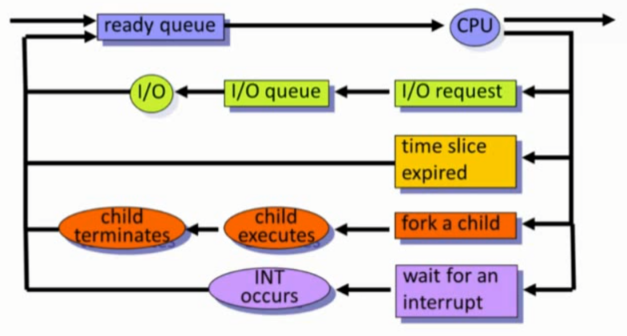 ready queue
CPU
I/O
I/O queue
I/O request
time slice
expired
child
terminates
child
executes
fork a child
INT
occurs
wait for an
interrupt